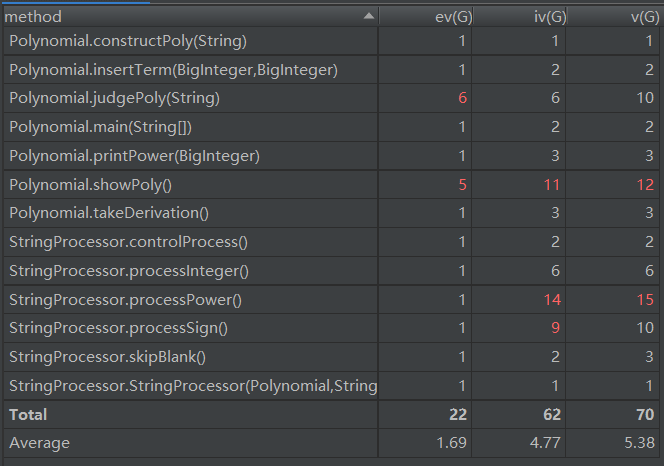 method ev(G) iv(G) v(G)
Polynomial.constructPoly(String) 1 1 1
Polynomial.insertTerm(BigInteger,BigInteger) 1 2 2
Polynomial.judgePoly(String) 6 6 10
Polynomial.main(String[]) 1 2 2
Polynomial.printPower(BigInteger) 1 3 3
Polynomial.showPoly() 5 11 12
Polynomial.takeDerivation() 1 3 3
StringProcessor.controlProcess() 1 2 2
StringProcessor.processInteger() 1 6 6
StringProcessor.processPower() 1 14 15
StringProcessor.processSign() 1 9 10
StringProcessor.skipBlank() 1 2 3
StringProcessor.StringProcessor(Polynomial,String 1 1 1
Total 22 62 70
Average 1.69 4.77 5.38